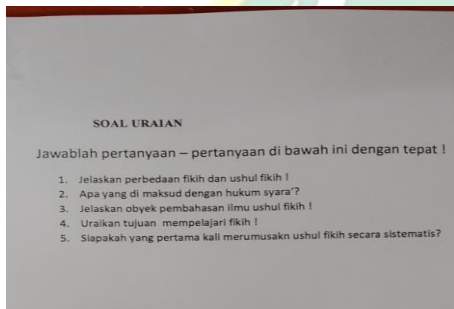 SOAL URAIAN
Jawablah pertanyaan – pertanyaan di bawah ini dengan tepat !
1. Jelaskan perbedaan fikih dan ushul fikih !
2. Apa yang di maksud dengan hukum syara'?
3. Jelaskan obyek pembahasan ilmu ushul fikih !
4. Uraikan tujuan mempelajari fikih !
5. Siapakah yang pertama kali merumusakn ushul fikih secara sistematis?